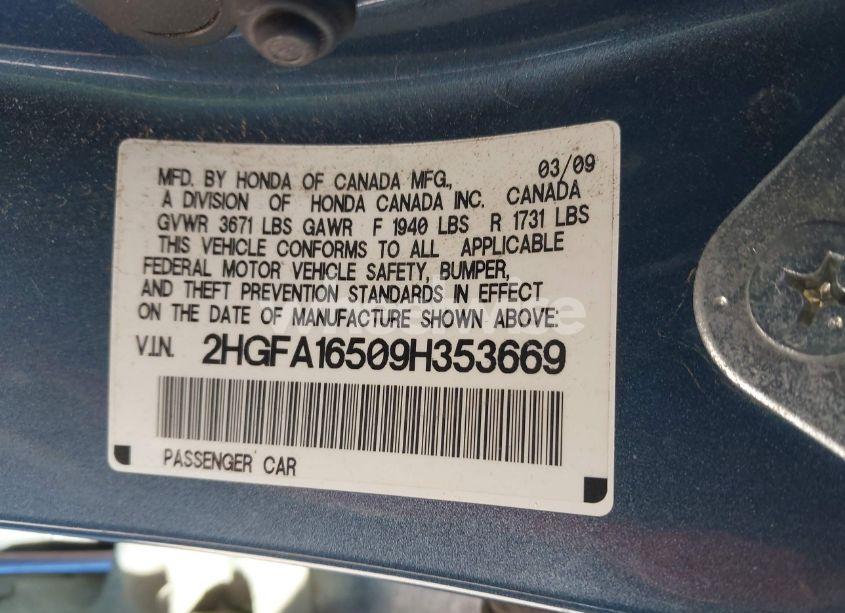 MFD. BY HONDA OF CANADA MFG., 03/09
A DIVISION OF HONDA CANADA INC. CANADA
GVWR 3671 LBS GAWR F 1940 LBS R 1731 LBS
THIS VEHICLE CONFORMS TO ALL APPLICABLE
FEDERAL MOTOR VEHICLE SAFETY, BUMPER,
AND THEFT PREVENTION STANDARDS IN EFFECT
ON THE DATE OF MANUFACTURE SHOWN ABOVE:
V.I.N. 2HGFA16509H353669
PASSENGER CAR